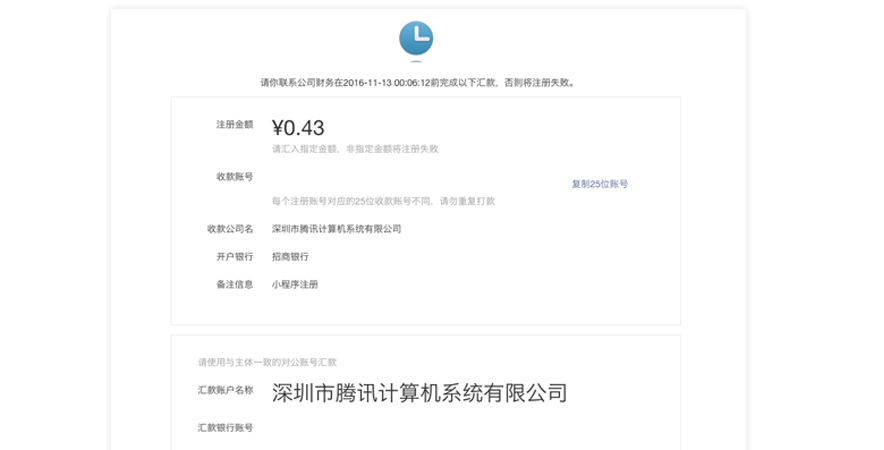 请你联系公司财务在2016-11-13 00:06:12前完成以下汇款，否则将注册失败。
注册金额 ¥0.43
请汇入指定金额，非指定金额将注册失败
收款账号
复制25位账号
每个注册账号对应的25位收款账号不同，请勿重复打款
收款公司名 深圳市腾讯计算机系统有限公司
开户银行 招商银行
备注信息 小程序注册
请使用与主体一致的对公账号汇款
汇款账户名称 深圳市腾讯计算机系统有限公司
汇款银行账号